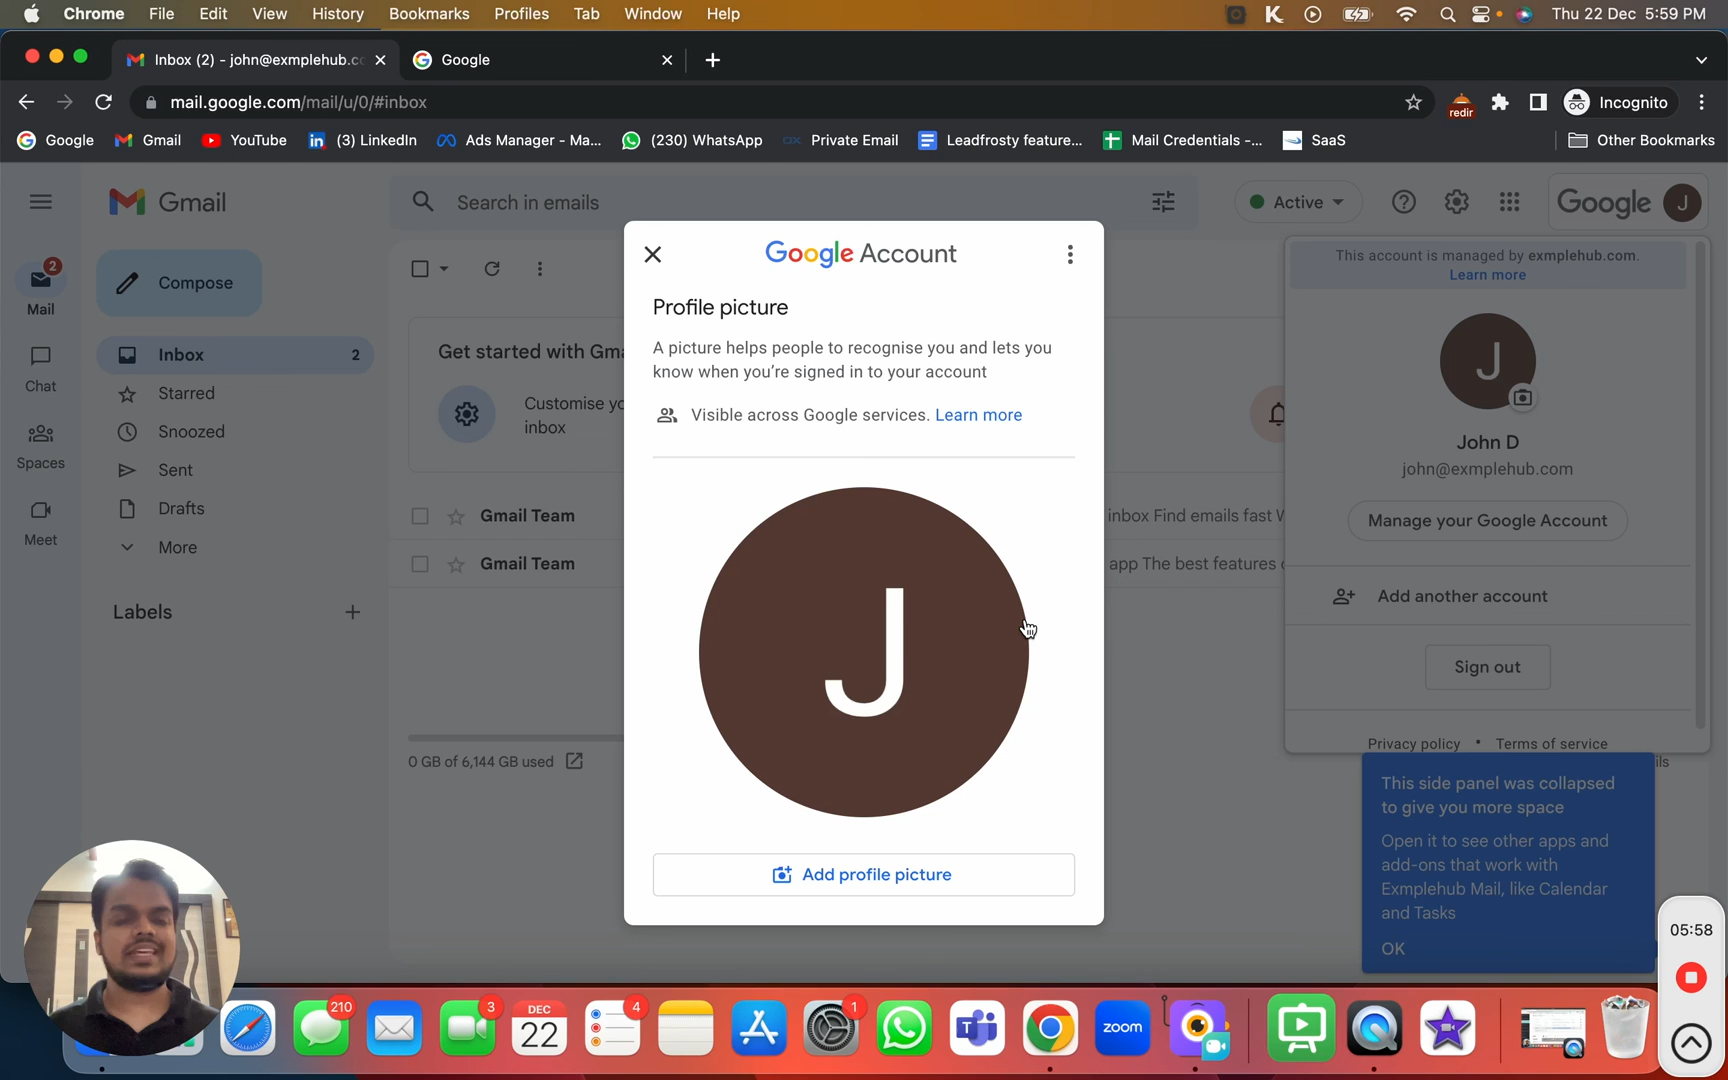 Chrome File Edit View History Bookmarks Profiles Tab Window Help Thu 22 Dec 5:59 PM
Inbox (2) - john@exmplehub.cc Google
mail.google.com/mail/u/0/#inbox redir Incognito
Google Gmail YouTube (3) LinkedIn Ads Manager - Ma... (230) WhatsApp Private Email Leadfrosty feature... Mail Credentials -... SaaS Other Bookmarks
Gmail Search in emails Active Google J
2
Mail
Chat
Spaces
Meet
Compose
Inbox 2
Starred
Snoozed
Sent
Drafts
More
Labels
Get started with Gma
Customise yo
inbox
Gmail Team inbox Find emails fast W
Gmail Team app The best features o
0 GB of 6,144 GB used
Google Account
Profile picture
A picture helps people to recognise you and lets you
know when you're signed in to your account
Visible across Google services. Learn more
J
Add profile picture
This account is managed by exmplehub.com.
Learn more
J
John D
john@exmplehub.com
Manage your Google Account
Add another account
Sign out
Privacy policy • Terms of service
ils
This side panel was collapsed
to give you more space
Open it to see other apps and
add-ons that work with
Exmplehub Mail, like Calendar
and Tasks
OK
05:58
210 3 DEC 22 4 1 zoom